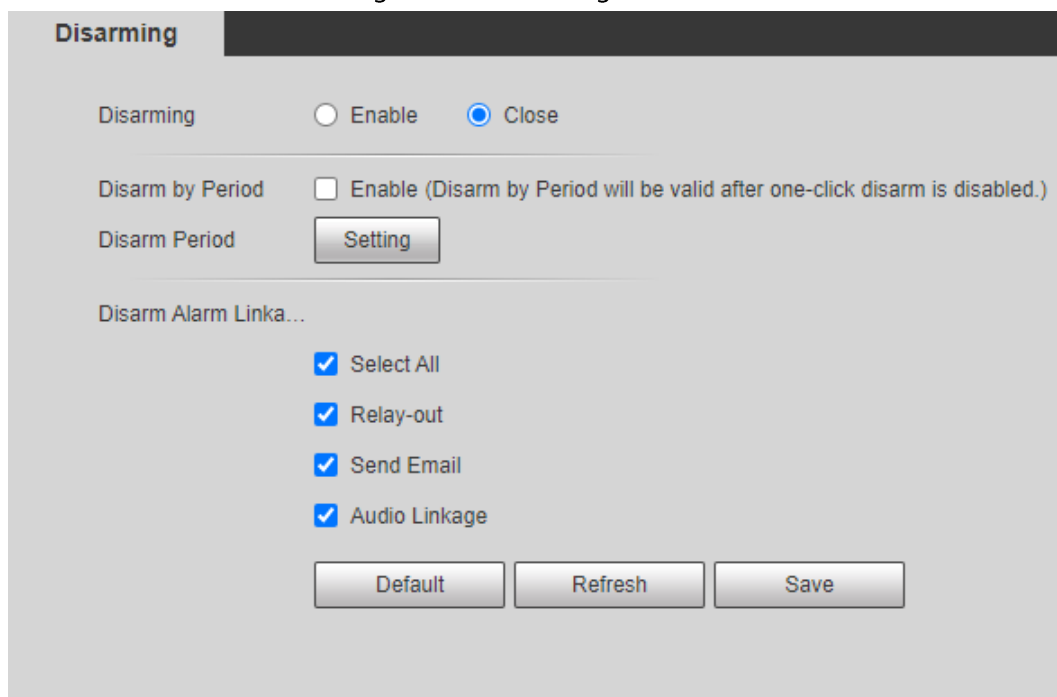 Disarming
Disarming Enable Close
Disarm by Period Enable (Disarm by Period will be valid after one-click disarm is disabled.)
Disarm Period Setting
Disarm Alarm Linka...
Select All
Relay-out
Send Email
Audio Linkage
Default Refresh Save